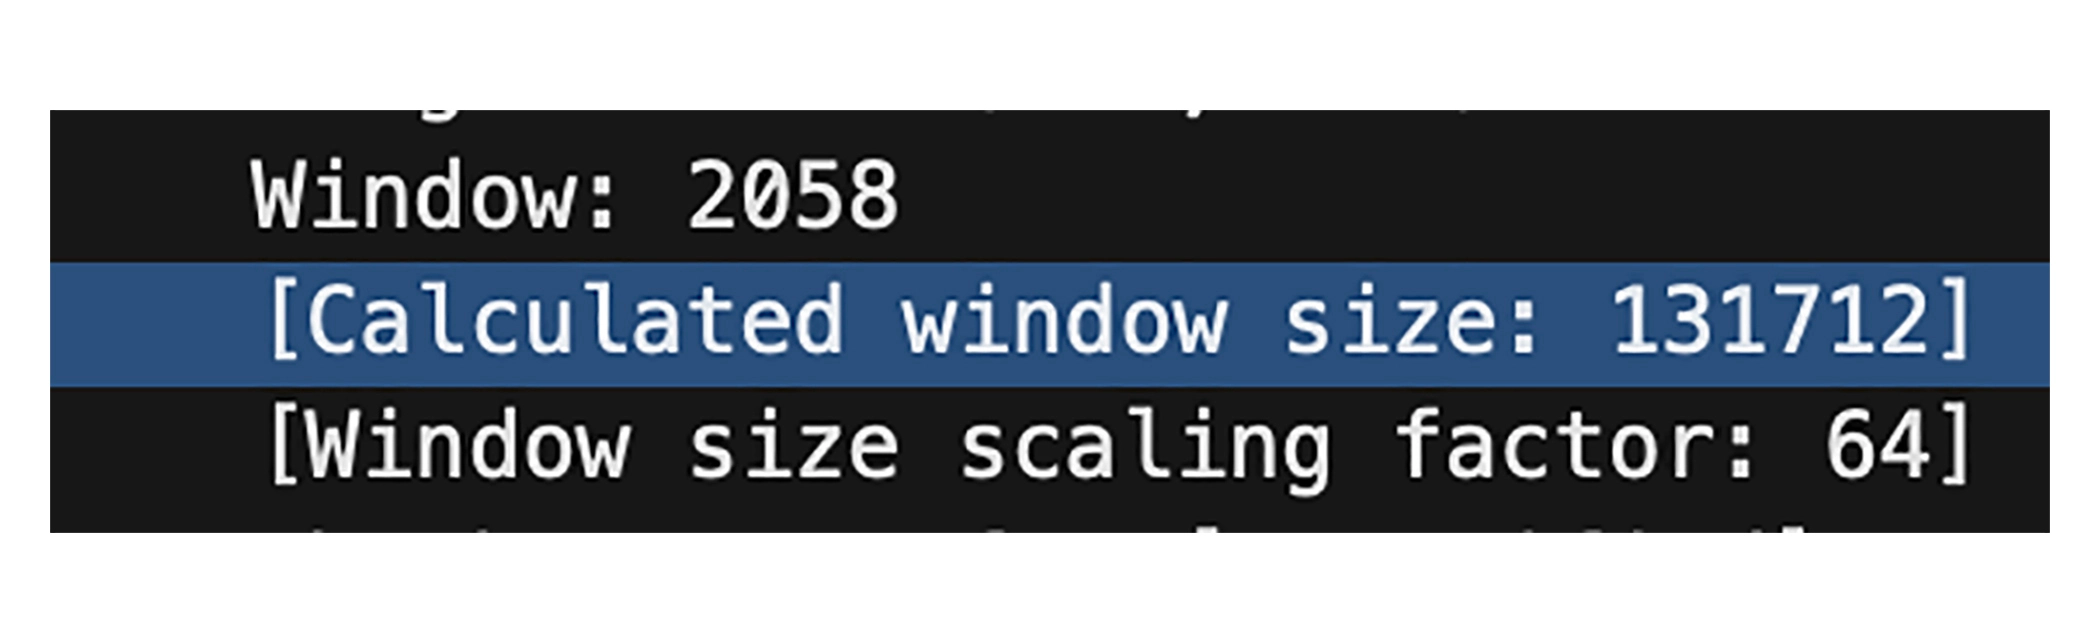 Window: 2058
[Calculated window size: 131712]
[Window size scaling factor: 64]